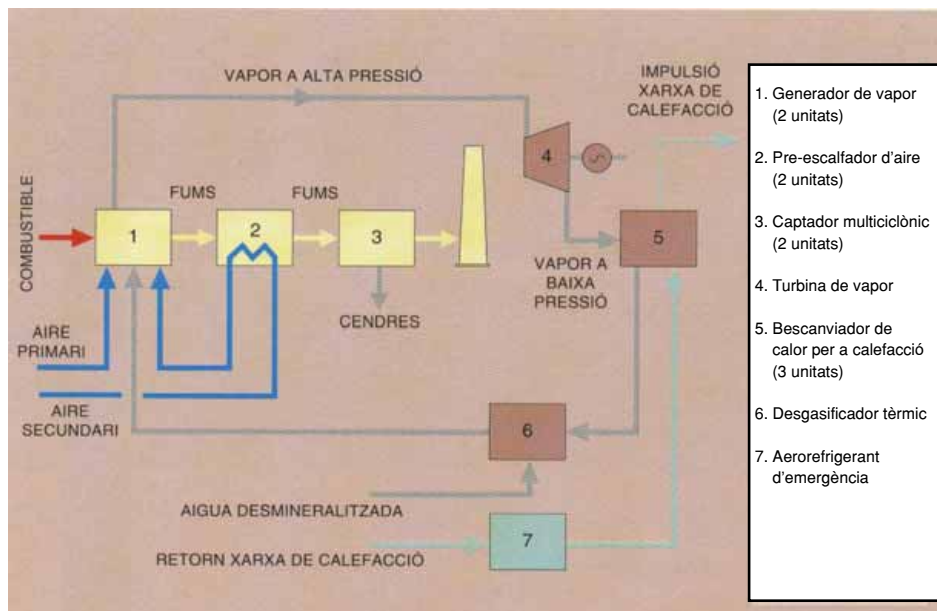 VAPOR A ALTA PRESSIÓ
IMPULSIÓ
XARXA DE
CALEFACCIÓ
COMBUSTIBLE
FUMS
FUMS
1
2
3
4
5
VAPOR A
BAIXA
PRESSIÓ
CENDRES
AIRE
PRIMARI
AIRE
SECUNDARI
6
AIGUA DESMINERALITZADA
7
RETORN XARXA DE CALEFACCIÓ
1. Generador de vapor
(2 unitats)
2. Pre-escalfador d'aire
(2 unitats)
3. Captador multiciclònic
(2 unitats)
4. Turbina de vapor
5. Bescanviador de
calor per a calefacció
(3 unitats)
6. Desgasificador tèrmic
7. Aerorefrigerant
d'emergència